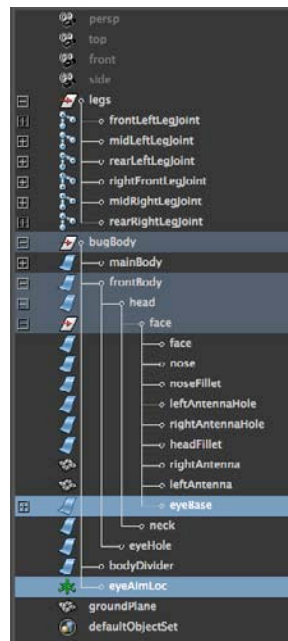 persp
top
front
side
legs
frontLeftLegJoint
midLeftLegJoint
rearLeftLegJoint
rightFrontLegJoint
midRightLegJoint
rearRightLegJoint
bugBody
mainBody
frontBody
head
face
face
nose
noseFillet
leftAntennaHole
rightAntennaHole
headFillet
rightAntenna
leftAntenna
eyeBase
neck
eyeHole
bodyDivider
eyeAimLoc
groundPlane
defaultObjectSet